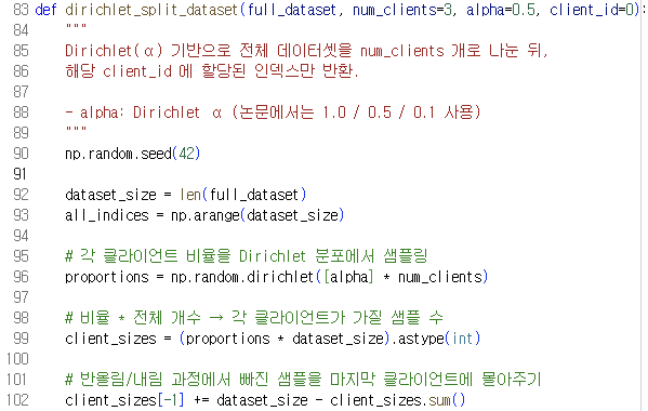 83 def dirichlet_split_dataset(full_dataset, num_clients=3, alpha=0.5, client_id=0):
84     """
85     Dirichlet(α) 기반으로 전체 데이터셋을 num_clients 개로 나눈 뒤,
86     해당 client_id 에 할당된 인덱스만 반환.
87
88     - alpha: Dirichlet α (논문에서는 1.0 / 0.5 / 0.1 사용)
89     """
90     np.random.seed(42)
91
92     dataset_size = len(full_dataset)
93     all_indices = np.arange(dataset_size)
94
95     # 각 클라이언트 비율을 Dirichlet 분포에서 샘플링
96     proportions = np.random.dirichlet([alpha] * num_clients)
97
98     # 비율 * 전체 개수 → 각 클라이언트가 가질 샘플 수
99     client_sizes = (proportions * dataset_size).astype(int)
100
101     # 반올림/내림 과정에서 빠진 샘플을 마지막 클라이언트에 몰아주기
102     client_sizes[-1] += dataset_size - client_sizes.sum()